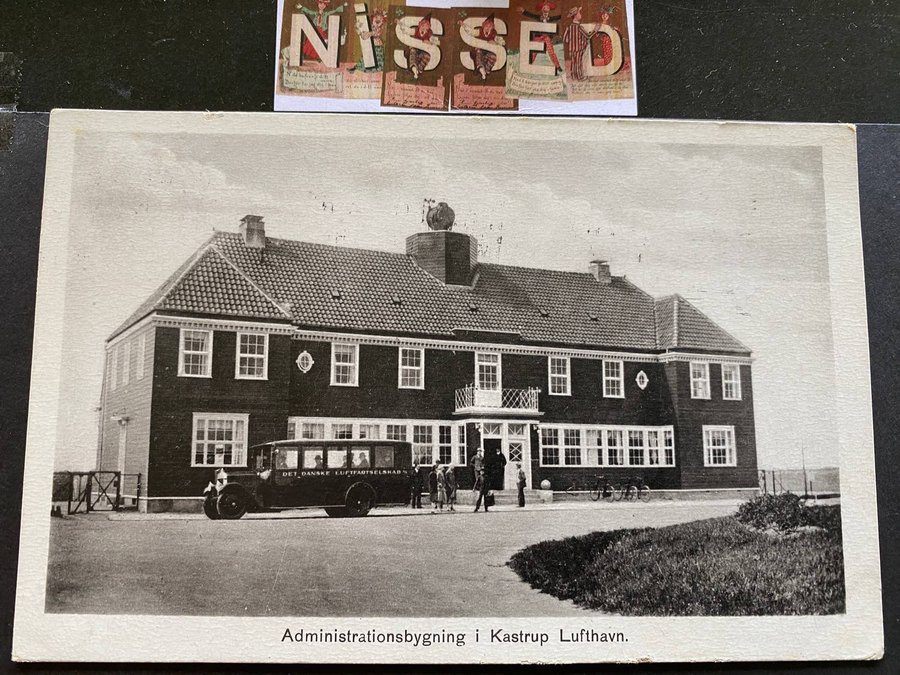 NISSED
DET DANSKE LUFTFARTSELSKAB
Administrationsbygning i Kastrup Lufthavn.